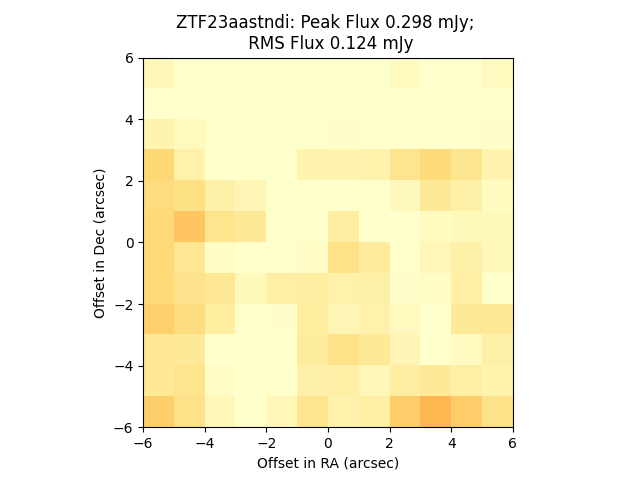 ZTF23aastndi: Peak Flux 0.298 mJy;
RMS Flux 0.124 mJy
6
4
2
0
−2
−4
−6
Offset in Dec (arcsec)
−6 −4 −2 0 2 4 6
Offset in RA (arcsec)